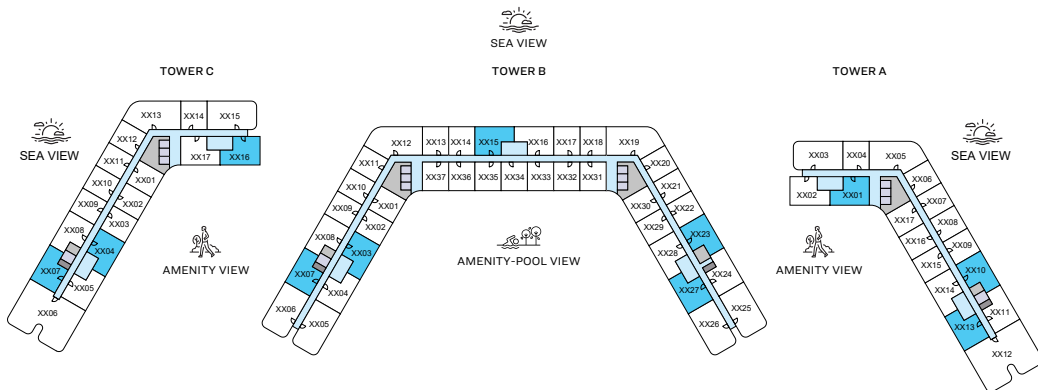 SEA VIEW
TOWER C
TOWER B
TOWER A
SEA VIEW
XX13
XX14
XX15
XX12
XX11
XX10
XX09
XX08
XX07
XX06
XX05
XX04
XX03
XX02
XX01
XX17
XX16
AMENITY VIEW
XX12
XX13
XX14
XX15
XX16
XX17
XX18
XX19
XX11
XX10
XX09
XX08
XX07
XX06
XX05
XX04
XX03
XX02
XX01
XX37
XX36
XX35
XX34
XX33
XX32
XX31
XX30
XX29
XX28
XX27
XX26
XX25
XX24
XX23
XX22
XX21
XX20
AMENITY-POOL VIEW
AMENITY VIEW
SEA VIEW
XX03
XX04
XX05
XX02
XX01
XX06
XX07
XX08
XX09
XX10
XX11
XX12
XX13
XX14
XX15
XX16
XX17